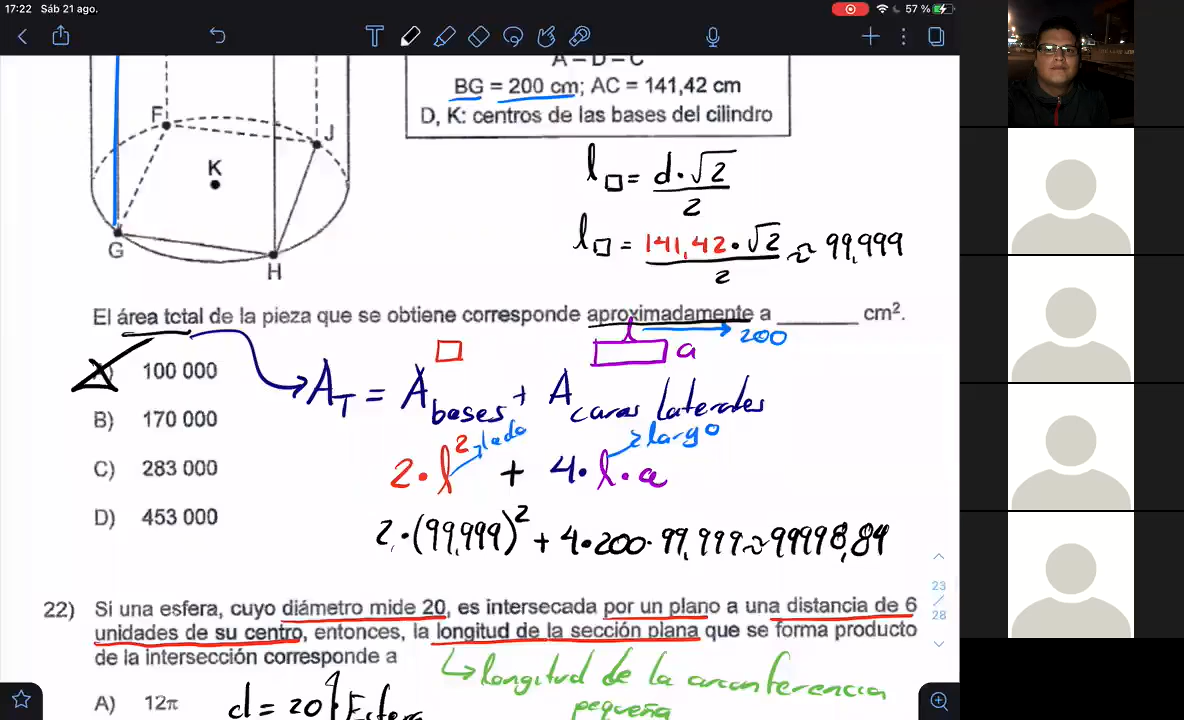 17:22 Sáb 21 ago.
57 %
A – D – C
BG = 200 cm; AC = 141,42 cm
D, K: centros de las bases del cilindro
F
J
K
G
H
l□ = d·√2
2
l□ = 141,42·√2 ≈ 99,999
2
El área total de la pieza que se obtiene corresponde aproximadamente a ________ cm².
l
200
a
A) 100 000
B) 170 000
C) 283 000
D) 453 000
A_T = A bases + A caras laterales
lado
largo
2·l² + 4·l·a
2·(99,999)² + 4·200·99,999 ≈ 99998,84
23
/
28
22) Si una esfera, cuyo diámetro mide 20, es intersecada por un plano a una distancia de 6
unidades de su centro, entonces, la longitud de la sección plana que se forma producto
de la intersección corresponde a
longitud de la circunferencia
pequeña
A) 12π
d = 20 Esfera